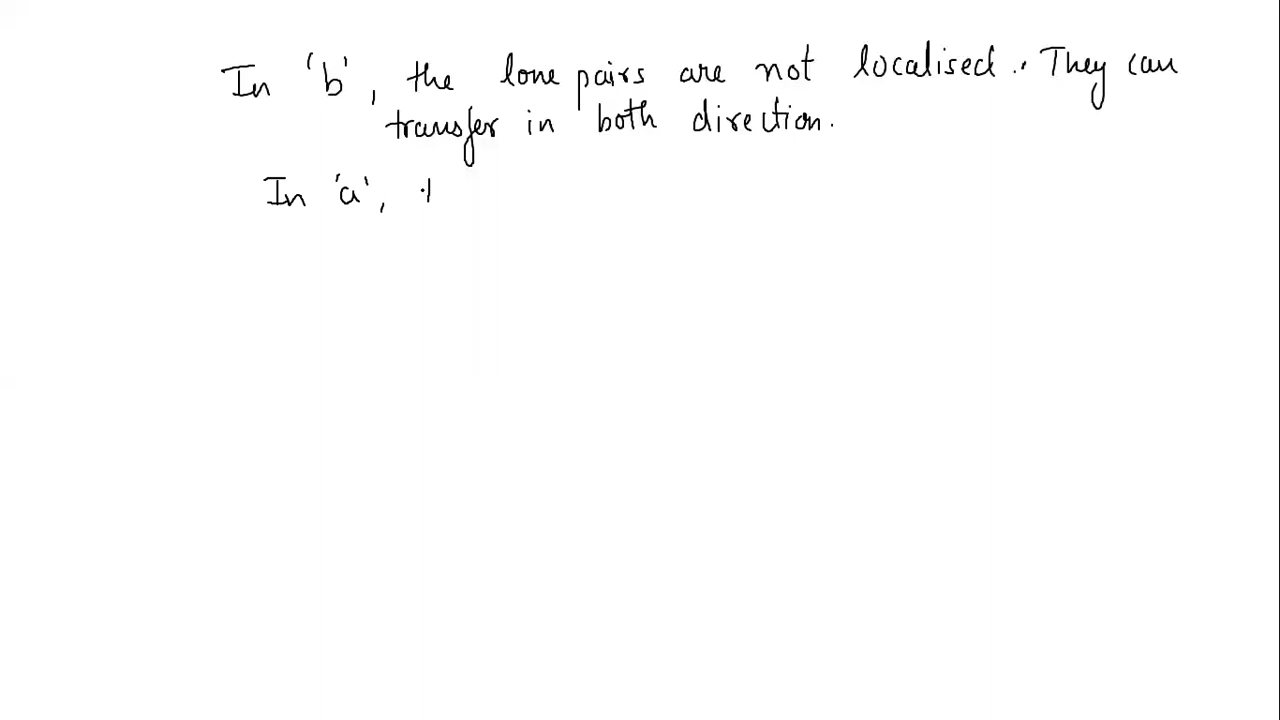 In 'b', the lone pairs are not localised.. They can
transfer in both direction.
In 'a',